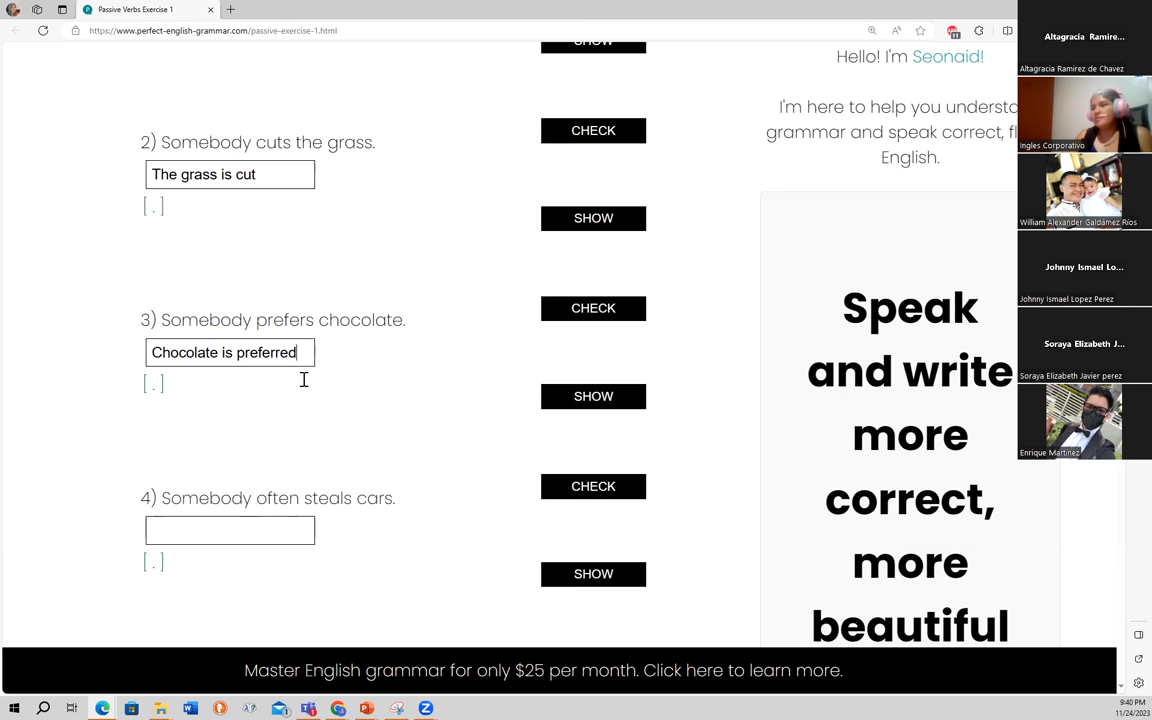 Passive Verbs Exercise 1
https://www.perfect-english-grammar.com/passive-exercise-1.html
SHOW
Hello! I'm Seonaid!
I'm here to help you understa
grammar and speak correct, fl
English.
2) Somebody cuts the grass.
CHECK
The grass is cut
[ . ]
SHOW
3) Somebody prefers chocolate.
CHECK
Chocolate is preferred
[ . ]
SHOW
4) Somebody often steals cars.
CHECK
[ . ]
SHOW
Speak
and write
more
correct,
more
beautiful
Master English grammar for only $25 per month. Click here to learn more.
Altagracia Ramire...
Altagracia Ramirez de Chavez
Ingles Corporativo
William Alexander Galdámez Ríos
Johnny Ismael Lo...
Johnny Ismael Lopez Perez
Soraya Elizabeth J...
Soraya Elizabeth Javier perez
Enrique Martínez
9:40 PM
11/24/2023